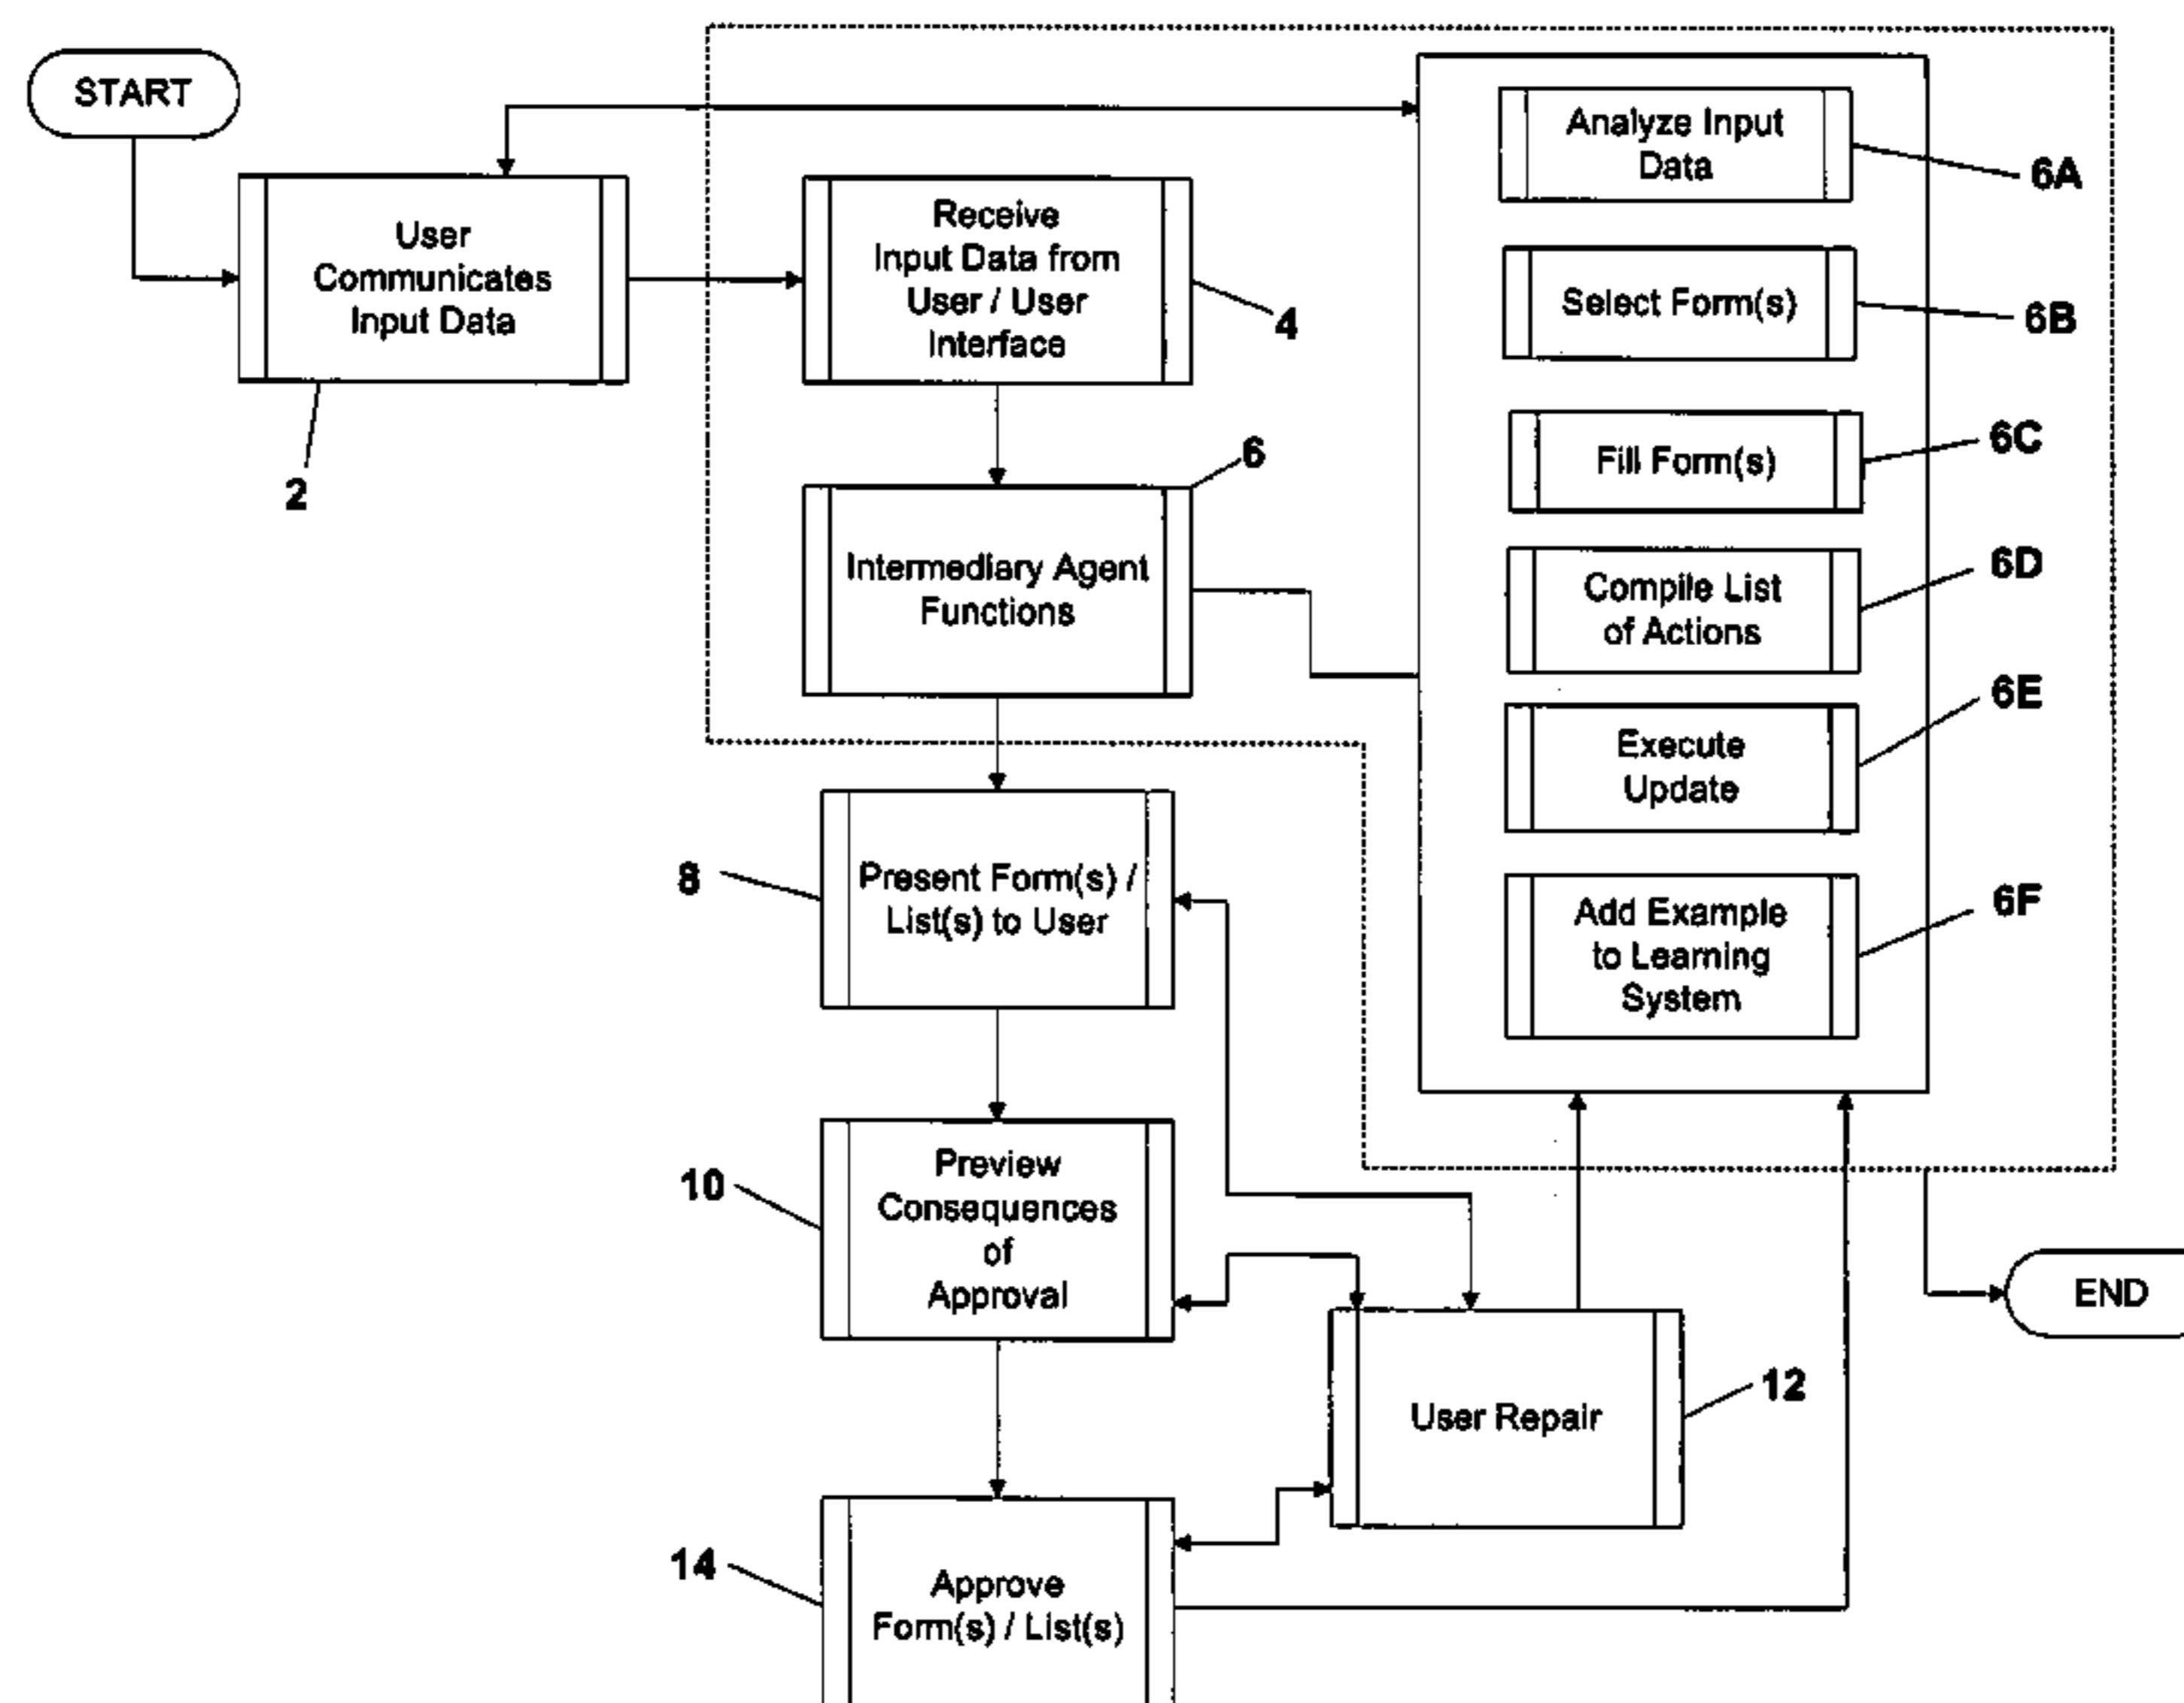 START
User
Communicates
Input Data
2
Receive
Input Data from
User / User
Interface
4
Intermediary Agent
Functions
6
Analyze Input
Data
6A
Select Form(s)
6B
Fill Form(s)
6C
Compile List
of Actions
6D
Execute
Update
6E
Add Example
to Learning
System
6F
8
Present Form(s) /
List(s) to User
10
Preview
Consequences
of
Approval
User Repair
12
END
14
Approve
Form(s) / List(s)